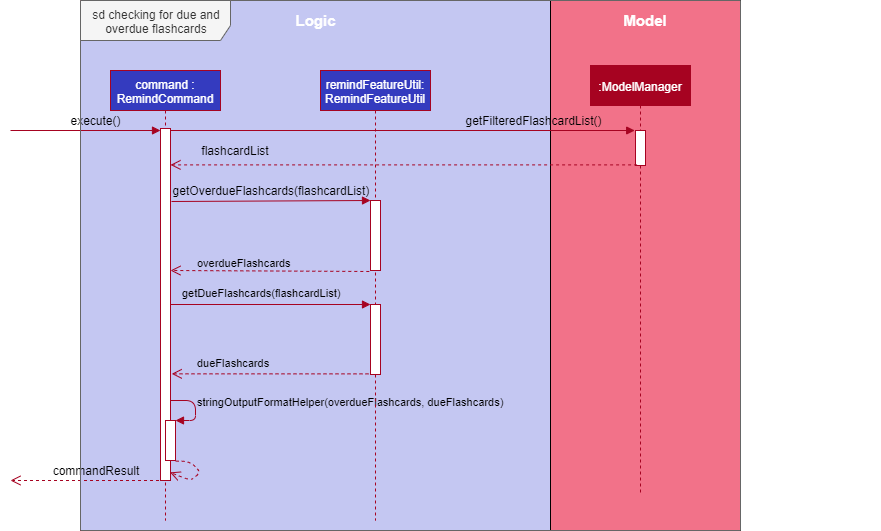 sd checking for due and
overdue flashcards
Logic
Model
command :
RemindCommand
remindFeatureUtil:
RemindFeatureUtil
:ModelManager
execute()
getFilteredFlashcardList()
flashcardList
getOverdueFlashcards(flashcardList)
overdueFlashcards
getDueFlashcards(flashcardList)
dueFlashcards
stringOutputFormatHelper(overdueFlashcards, dueFlashcards)
commandResult